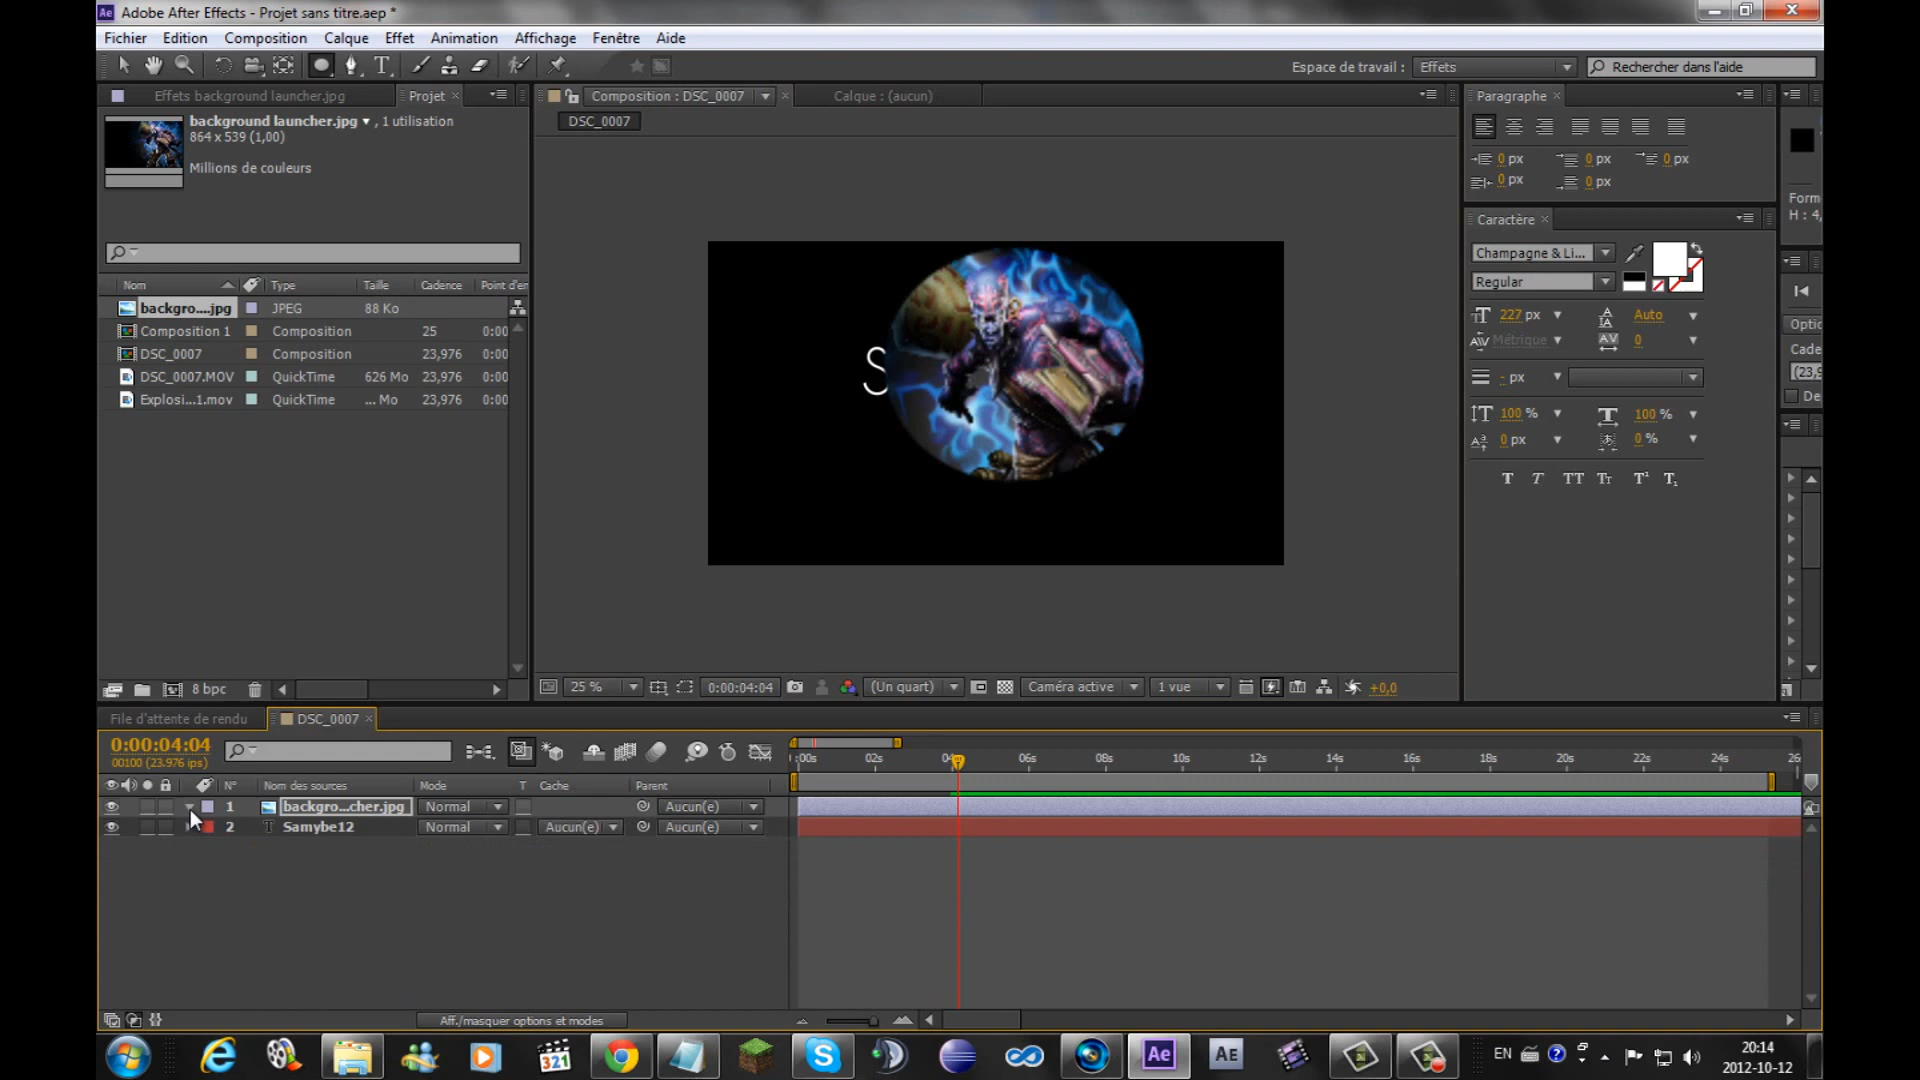 Adobe After Effects - Projet sans titre.aep *
Fichier Edition Composition Calque Effet Animation Affichage Fenêtre Aide
Espace de travail : Effets Rechercher dans l'aide
Effets background launcher.jpg Projet
background launcher.jpg , 1 utilisation
864 x 539 (1,00)
Millions de couleurs
Nom Type Taille Cadence Point d'en
backgro....jpg JPEG 88 Ko
Composition 1 Composition 25 0:00
DSC_0007 Composition 23,976 0:00
DSC_0007.MOV QuickTime 626 Mo 23,976 0:00
Explosi...1.mov QuickTime ... Mo 23,976 0:00
8 bpc
Composition : DSC_0007 Calque : (aucun)
DSC_0007
S
25 % 0:00:04:04 (Un quart) Caméra active 1 vue +0,0
Paragraphe
0 px 0 px 0 px
0 px 0 px
Caractère
Champagne & Li...
Regular
227 px Auto
Métrique 0
- px
100 % 100 %
0 px 0 %
T T TT Tt T¹ T₁
Form
H : 4,
Optio
Cade
(23,9
De
File d'attente de rendu DSC_0007
0:00:04:04
00100 (23.976 ips)
:00s 02s 04 06s 08s 10s 12s 14s 16s 18s 20s 22s 24s 26
N° Nom des sources Mode T Cache Parent
1 backgro...cher.jpg Normal Aucun(e)
2 T Samybe12 Normal Aucun(e) Aucun(e)
Aff./masquer options et modes
321 Ae AE EN 20:14
2012-10-12